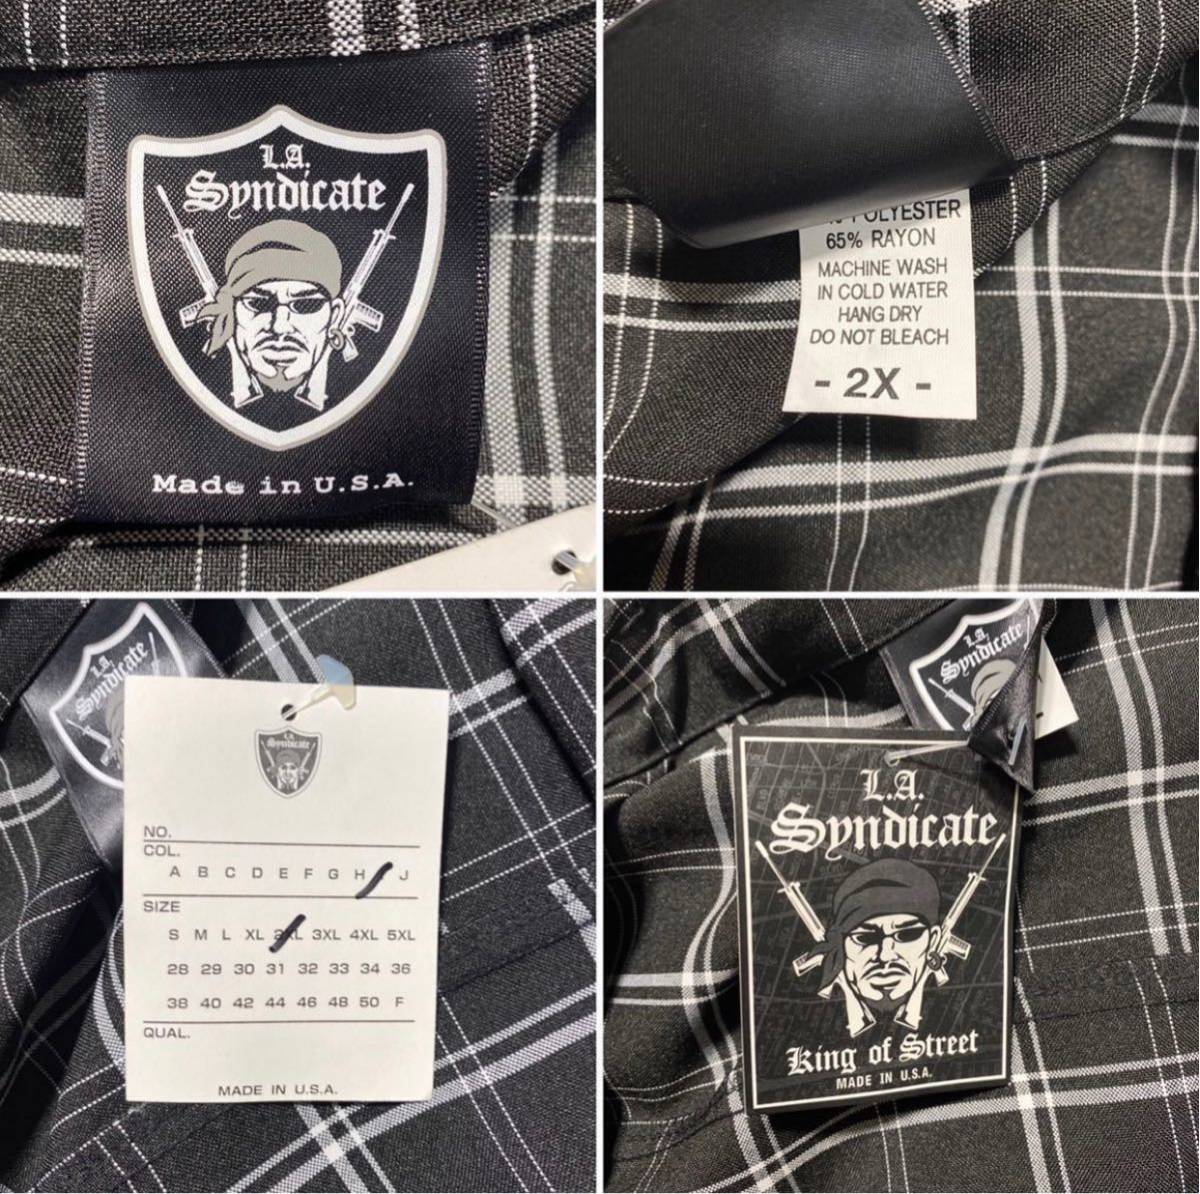 L.A.
Syndicate
Made in U.S.A.
POLYESTER
65% RAYON
MACHINE WASH
IN COLD WATER
HANG DRY
DO NOT BLEACH
- 2X -
L.A.
Syndicate
L.A.
Syndicate
NO.
COL.
A B C D E F G H J
SIZE
S M L XL 2XL 3XL 4XL 5XL
28 29 30 31 32 33 34 36
38 40 42 44 46 48 50 F
QUAL.
MADE IN U.S.A.
L.A.
Syndicate
L.A.
Syndicate
King of Street
MADE IN U.S.A.